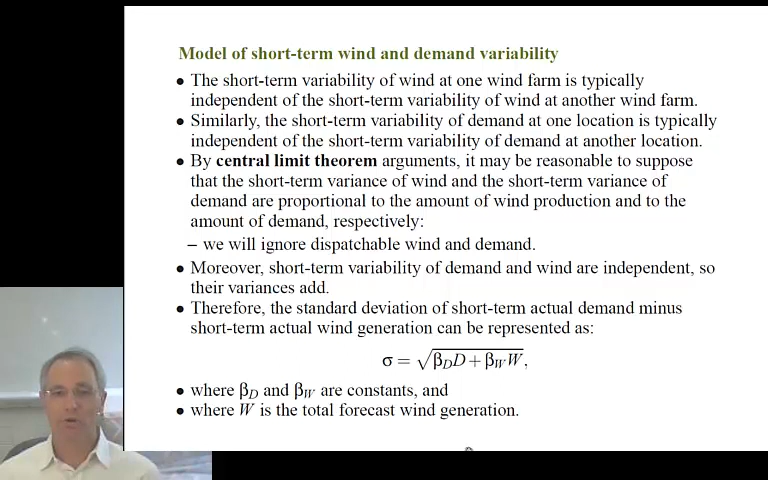 Model of short-term wind and demand variability
● The short-term variability of wind at one wind farm is typically
independent of the short-term variability of wind at another wind farm.
● Similarly, the short-term variability of demand at one location is typically
independent of the short-term variability of demand at another location.
● By central limit theorem arguments, it may be reasonable to suppose
that the short-term variance of wind and the short-term variance of
demand are proportional to the amount of wind production and to the
amount of demand, respectively:
– we will ignore dispatchable wind and demand.
● Moreover, short-term variability of demand and wind are independent, so
their variances add.
● Therefore, the standard deviation of short-term actual demand minus
short-term actual wind generation can be represented as:
σ = √(β_D D + β_W W),
● where β_D and β_W are constants, and
● where W is the total forecast wind generation.